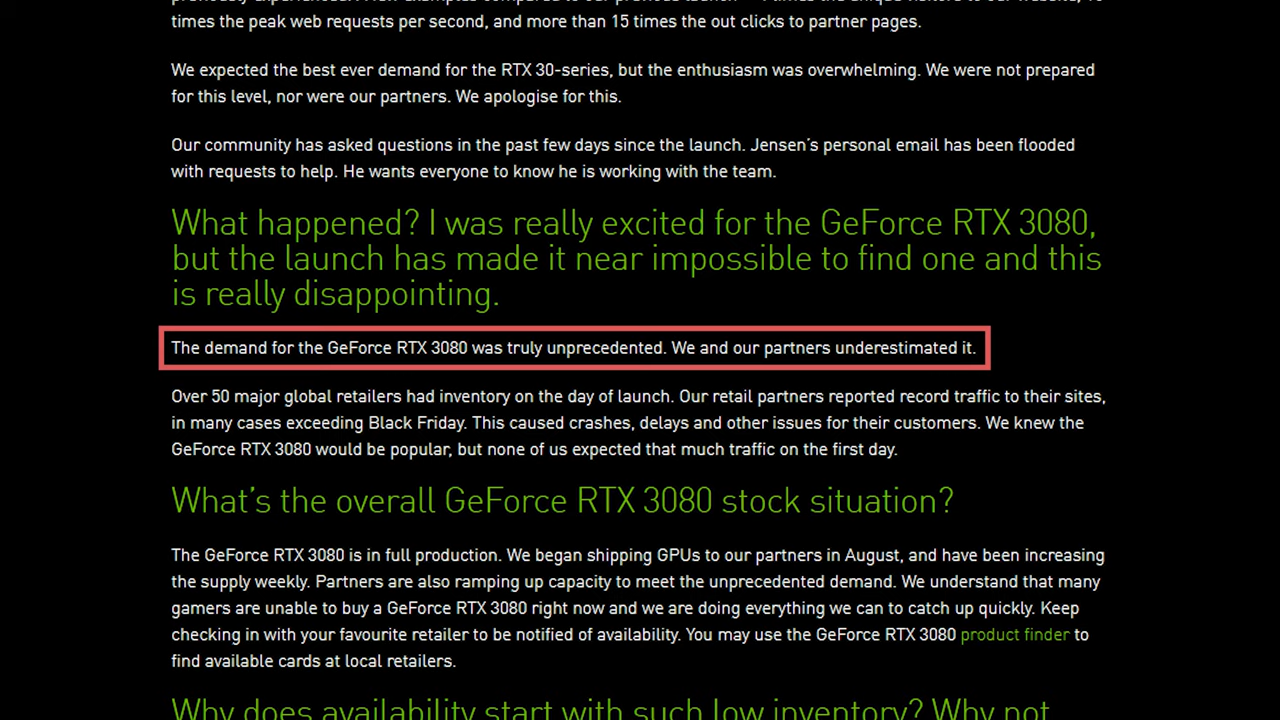 times the peak web requests per second, and more than 15 times the out clicks to partner pages.
We expected the best ever demand for the RTX 30-series, but the enthusiasm was overwhelming. We were not prepared
for this level, nor were our partners. We apologise for this.
Our community has asked questions in the past few days since the launch. Jensen's personal email has been flooded
with requests to help. He wants everyone to know he is working with the team.
What happened? I was really excited for the GeForce RTX 3080,
but the launch has made it near impossible to find one and this
is really disappointing.
The demand for the GeForce RTX 3080 was truly unprecedented. We and our partners underestimated it.
Over 50 major global retailers had inventory on the day of launch. Our retail partners reported record traffic to their sites,
in many cases exceeding Black Friday. This caused crashes, delays and other issues for their customers. We knew the
GeForce RTX 3080 would be popular, but none of us expected that much traffic on the first day.
What's the overall GeForce RTX 3080 stock situation?
The GeForce RTX 3080 is in full production. We began shipping GPUs to our partners in August, and have been increasing
the supply weekly. Partners are also ramping up capacity to meet the unprecedented demand. We understand that many
gamers are unable to buy a GeForce RTX 3080 right now and we are doing everything we can to catch up quickly. Keep
checking in with your favourite retailer to be notified of availability. You may use the GeForce RTX 3080 product finder to
find available cards at local retailers.
Why does availability start with such low inventory? Why not